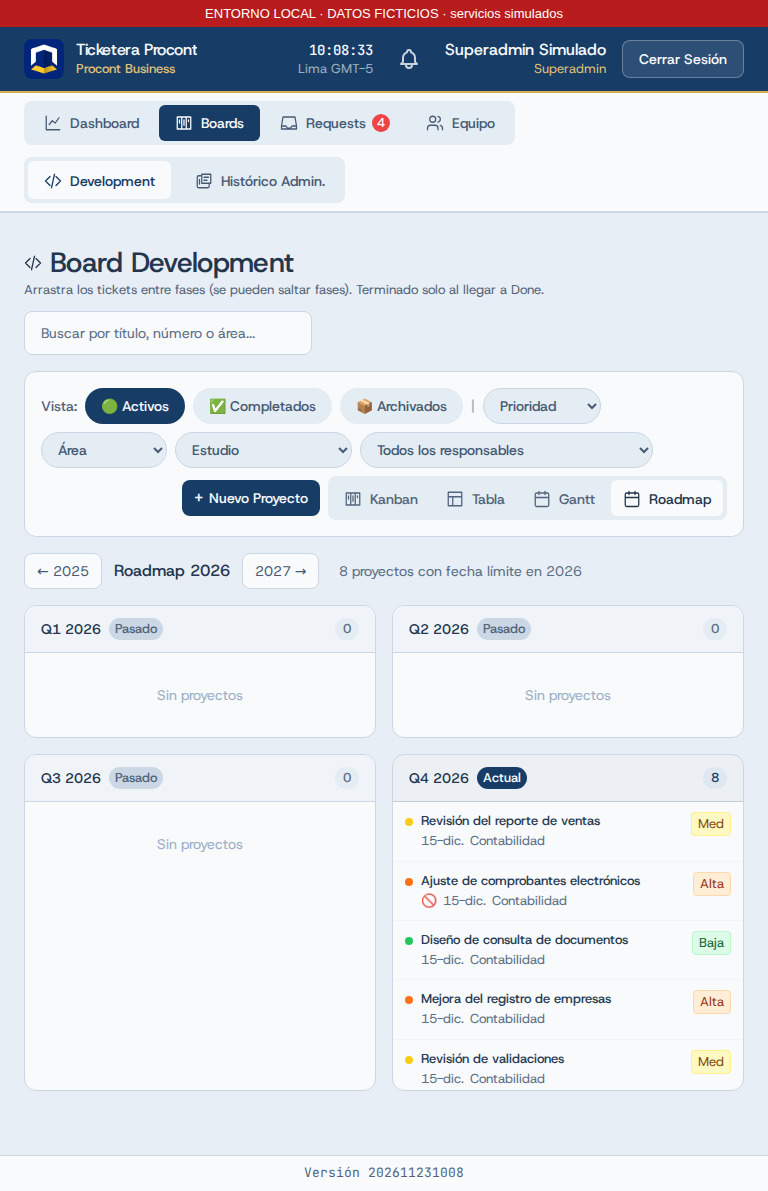 ENTORNO LOCAL · DATOS FICTICIOS · servicios simulados
Ticketera Procont
Procont Business
10:08:33
Lima GMT-5
Superadmin Simulado
Superadmin
Cerrar Sesión
Dashboard
Boards
Requests 4
Equipo
Development
Histórico Admin.
Board Development
Arrastra los tickets entre fases (se pueden saltar fases). Terminado solo al llegar a Done.
Buscar por título, número o área...
Vista:
Activos
Completados
Archivados
|
Prioridad
Área
Estudio
Todos los responsables
+ Nuevo Proyecto
Kanban
Tabla
Gantt
Roadmap
← 2025
Roadmap 2026
2027 →
8 proyectos con fecha límite en 2026
Q1 2026 Pasado 0
Sin proyectos
Q2 2026 Pasado 0
Sin proyectos
Q3 2026 Pasado 0
Sin proyectos
Q4 2026 Actual 8
Revisión del reporte de ventas Med
15-dic. Contabilidad
Ajuste de comprobantes electrónicos Alta
15-dic. Contabilidad
Diseño de consulta de documentos Baja
15-dic. Contabilidad
Mejora del registro de empresas Alta
15-dic. Contabilidad
Revisión de validaciones Med
15-dic. Contabilidad
Versión 202611231008